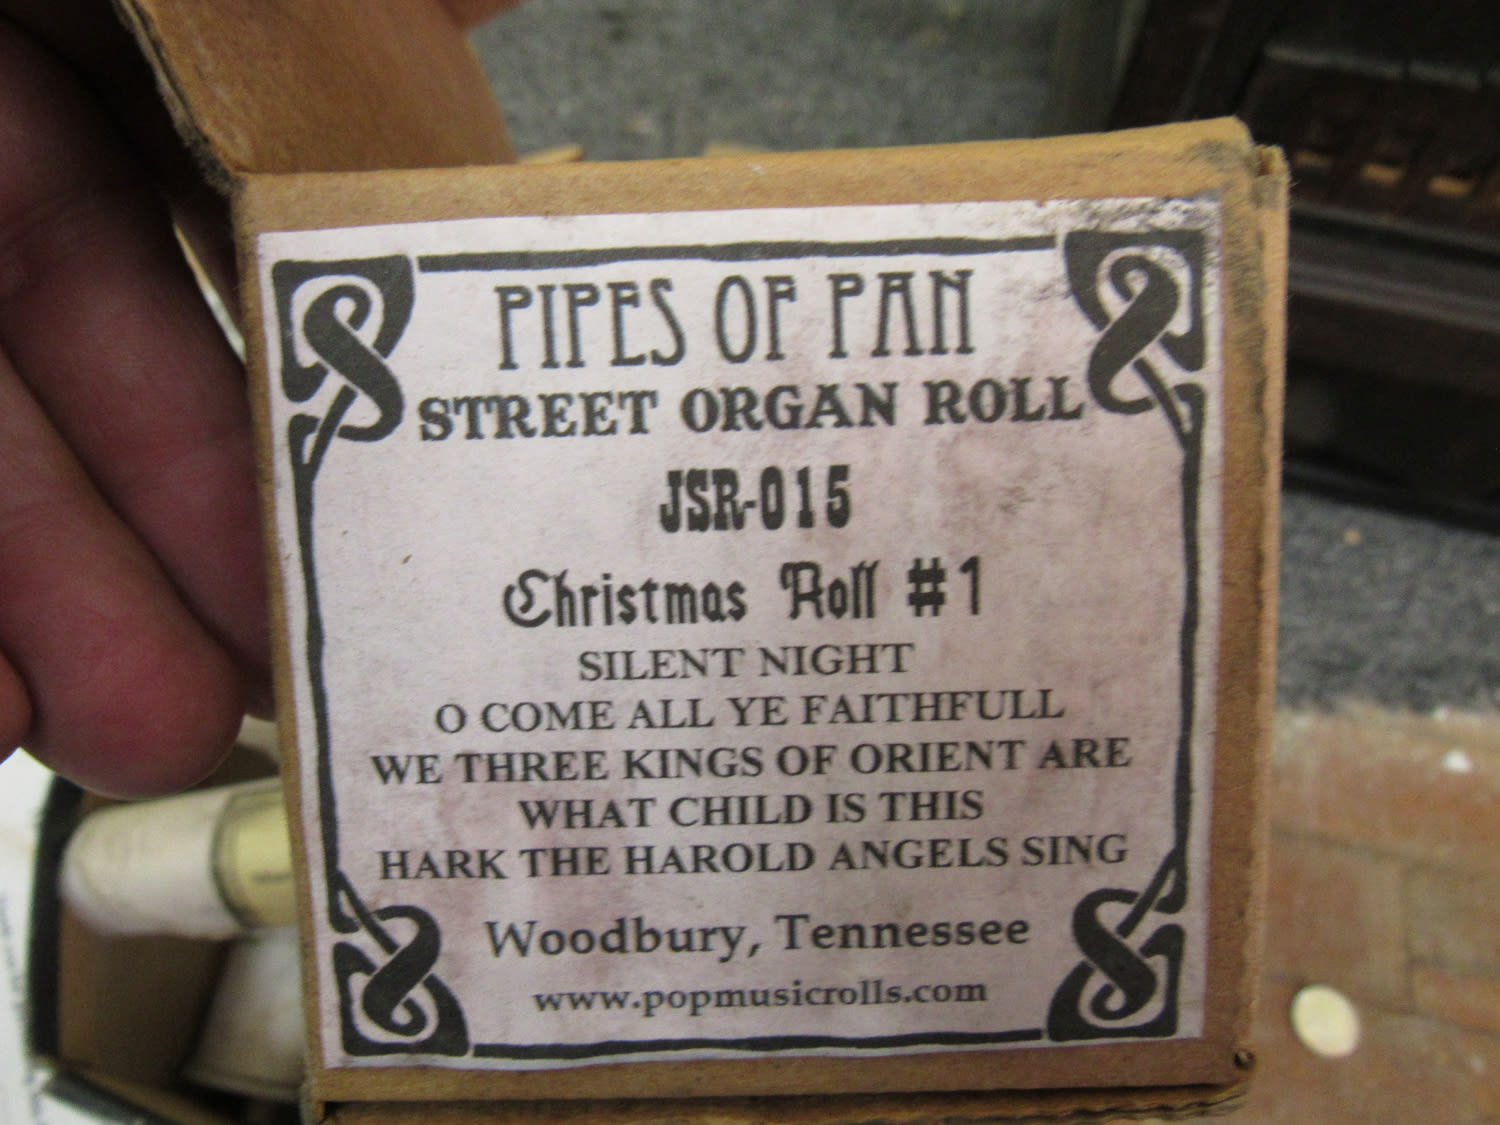 PIPES OF PAN
STREET ORGAN ROLL
JSR-015
Christmas Roll #1
SILENT NIGHT
O COME ALL YE FAITHFULL
WE THREE KINGS OF ORIENT ARE
WHAT CHILD IS THIS
HARK THE HAROLD ANGELS SING
Woodbury, Tennessee
www.popmusicrolls.com